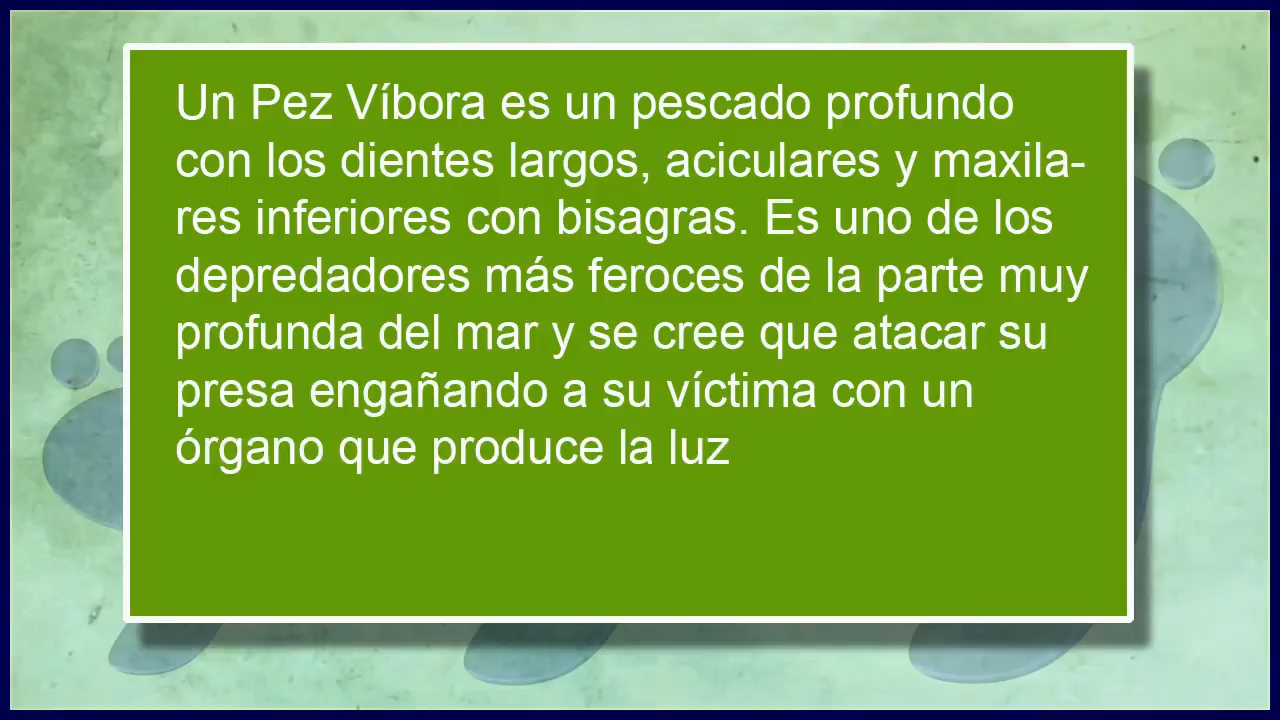 Un Pez Víbora es un pescado profundo
con los dientes largos, aciculares y maxila-
res inferiores con bisagras. Es uno de los
depredadores más feroces de la parte muy
profunda del mar y se cree que atacar su
presa engañando a su víctima con un
órgano que produce la luz